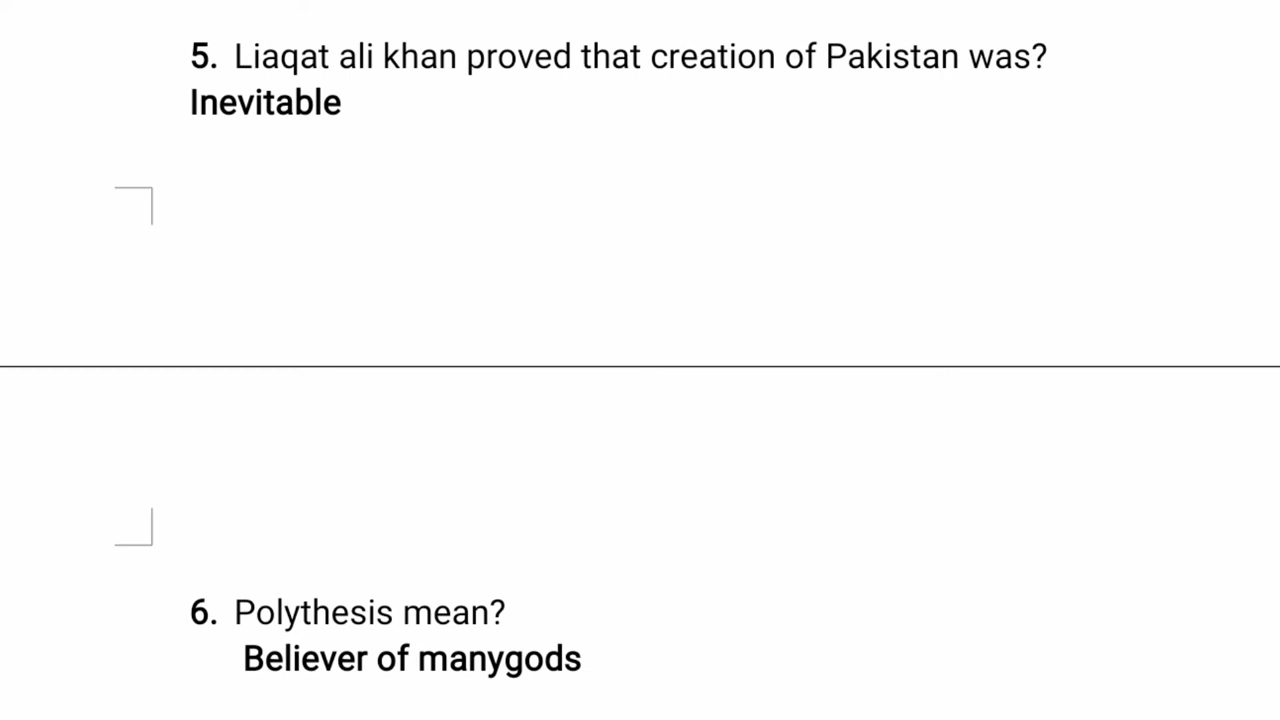 5. Liaqat ali khan proved that creation of Pakistan was?
Inevitable
6. Polythesis mean?
Believer of manygods